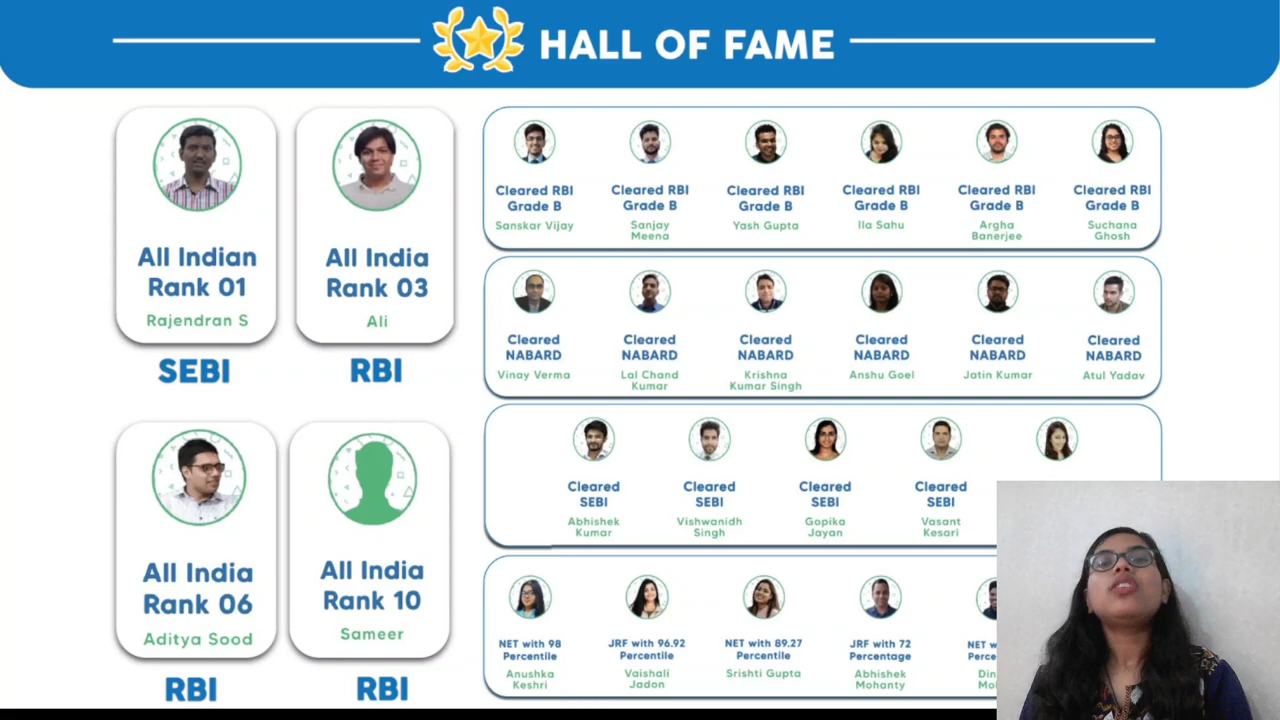 HALL OF FAME
All Indian
Rank 01
Rajendran S
SEBI
All India
Rank 03
Ali
RBI
Cleared RBI
Grade B
Sanskar Vijay
Cleared RBI
Grade B
Sanjay
Meena
Cleared RBI
Grade B
Yash Gupta
Cleared RBI
Grade B
Ila Sahu
Cleared RBI
Grade B
Argha
Banerjee
Cleared RBI
Grade B
Suchana
Ghosh
Cleared
NABARD
Vinay Verma
Cleared
NABARD
Lal Chand
Kumar
Cleared
NABARD
Krishna
Kumar Singh
Cleared
NABARD
Anshu Goel
Cleared
NABARD
Jatin Kumar
Cleared
NABARD
Atul Yadav
All India
Rank 06
Aditya Sood
RBI
All India
Rank 10
Sameer
RBI
Cleared
SEBI
Abhishek
Kumar
Cleared
SEBI
Vishwanidh
Singh
Cleared
SEBI
Gopika
Jayan
Cleared
SEBI
Vasant
Kesari
NET with 98
Percentile
Anushka
Keshri
JRF with 96.92
Percentile
Vaishali
Jadon
NET with 89.27
Percentile
Srishti Gupta
JRF with 72
Percentage
Abhishek
Mohanty
NET